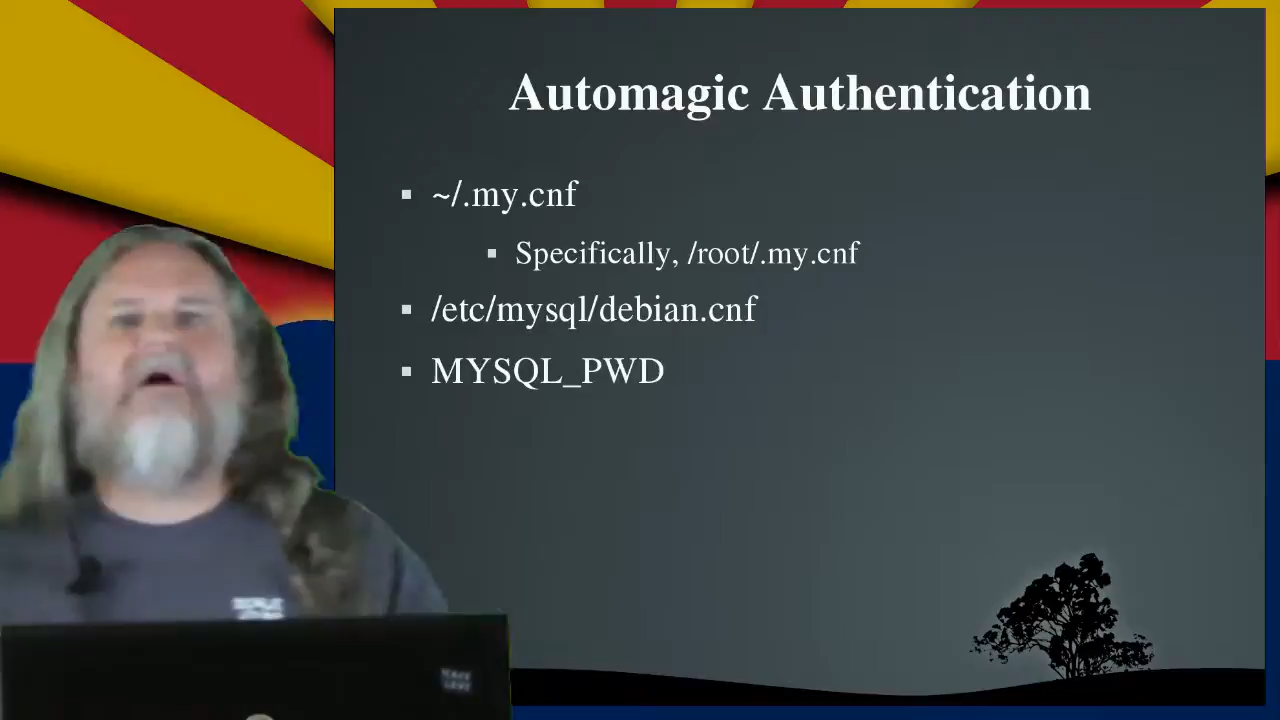 Automagic Authentication
~/.my.cnf
Specifically, /root/.my.cnf
/etc/mysql/debian.cnf
MYSQL_PWD